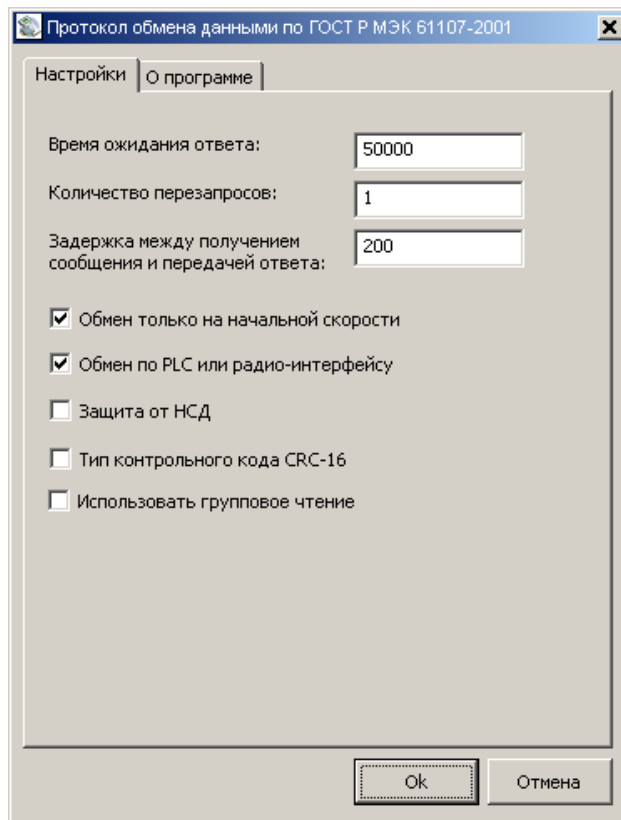 Протокол обмена данными по ГОСТ Р МЭК 61107-2001
Настройки
О программе
Время ожидания ответа:
50000
Количество перезапросов:
1
Задержка между получением
сообщения и передачей ответа:
200
Обмен только на начальной скорости
Обмен по PLC или радио-интерфейсу
Защита от НСД
Тип контрольного кода CRC-16
Использовать групповое чтение
Ok
Отмена